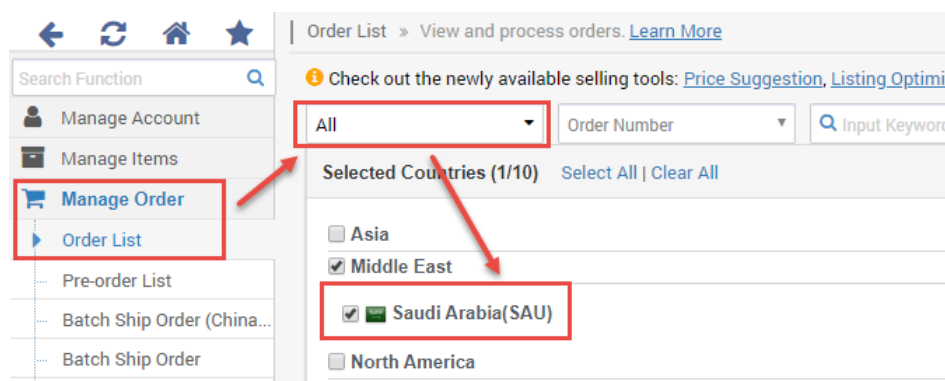 Order List » View and process orders. Learn More
Search Function
Check out the newly available selling tools: Price Suggestion, Listing Optimi
Manage Account
All
Order Number
Input Keyword
Manage Items
Selected Countries (1/10) Select All | Clear All
Manage Order
Order List
Asia
Middle East
Pre-order List
Saudi Arabia(SAU)
Batch Ship Order (China...
Batch Ship Order
North America